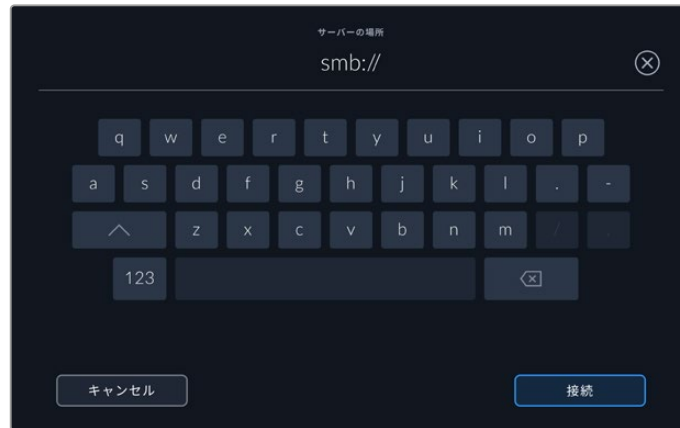 サーバーの場所
smb://
q w e r t y u i o p
a s d f g h j k l . -
z x c v b n m /
123
キャンセル 接続